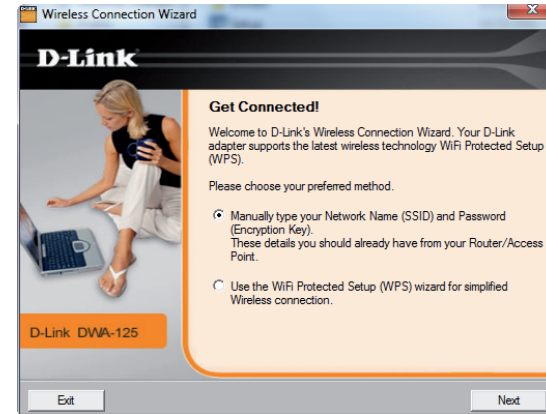 Wireless Connection Wizard
D-Link
Get Connected!
Welcome to D-Link's Wireless Connection Wizard. Your D-Link
adapter supports the latest wireless technology WiFi Protected Setup
(WPS).
Please choose your preferred method.
Manually type your Network Name (SSID) and Password
(Encryption Key).
These details you should already have from your Router/Access
Point.
Use the WiFi Protected Setup (WPS) wizard for simplified
Wireless connection.
D-Link DWA-125
Exit
Next